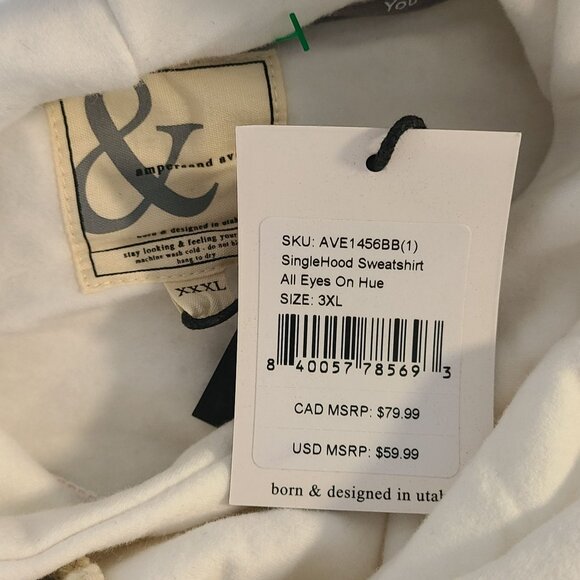 YOU
&
ampersand av
born & designed in utah
stay looking & feeling your
machine wash cold - do not
hang to dry
XXXL
SKU: AVE1456BB(1)
SingleHood Sweatshirt
All Eyes On Hue
SIZE: 3XL
8 40057 78569 3
CAD MSRP: $79.99
USD MSRP: $59.99
born & designed in utah